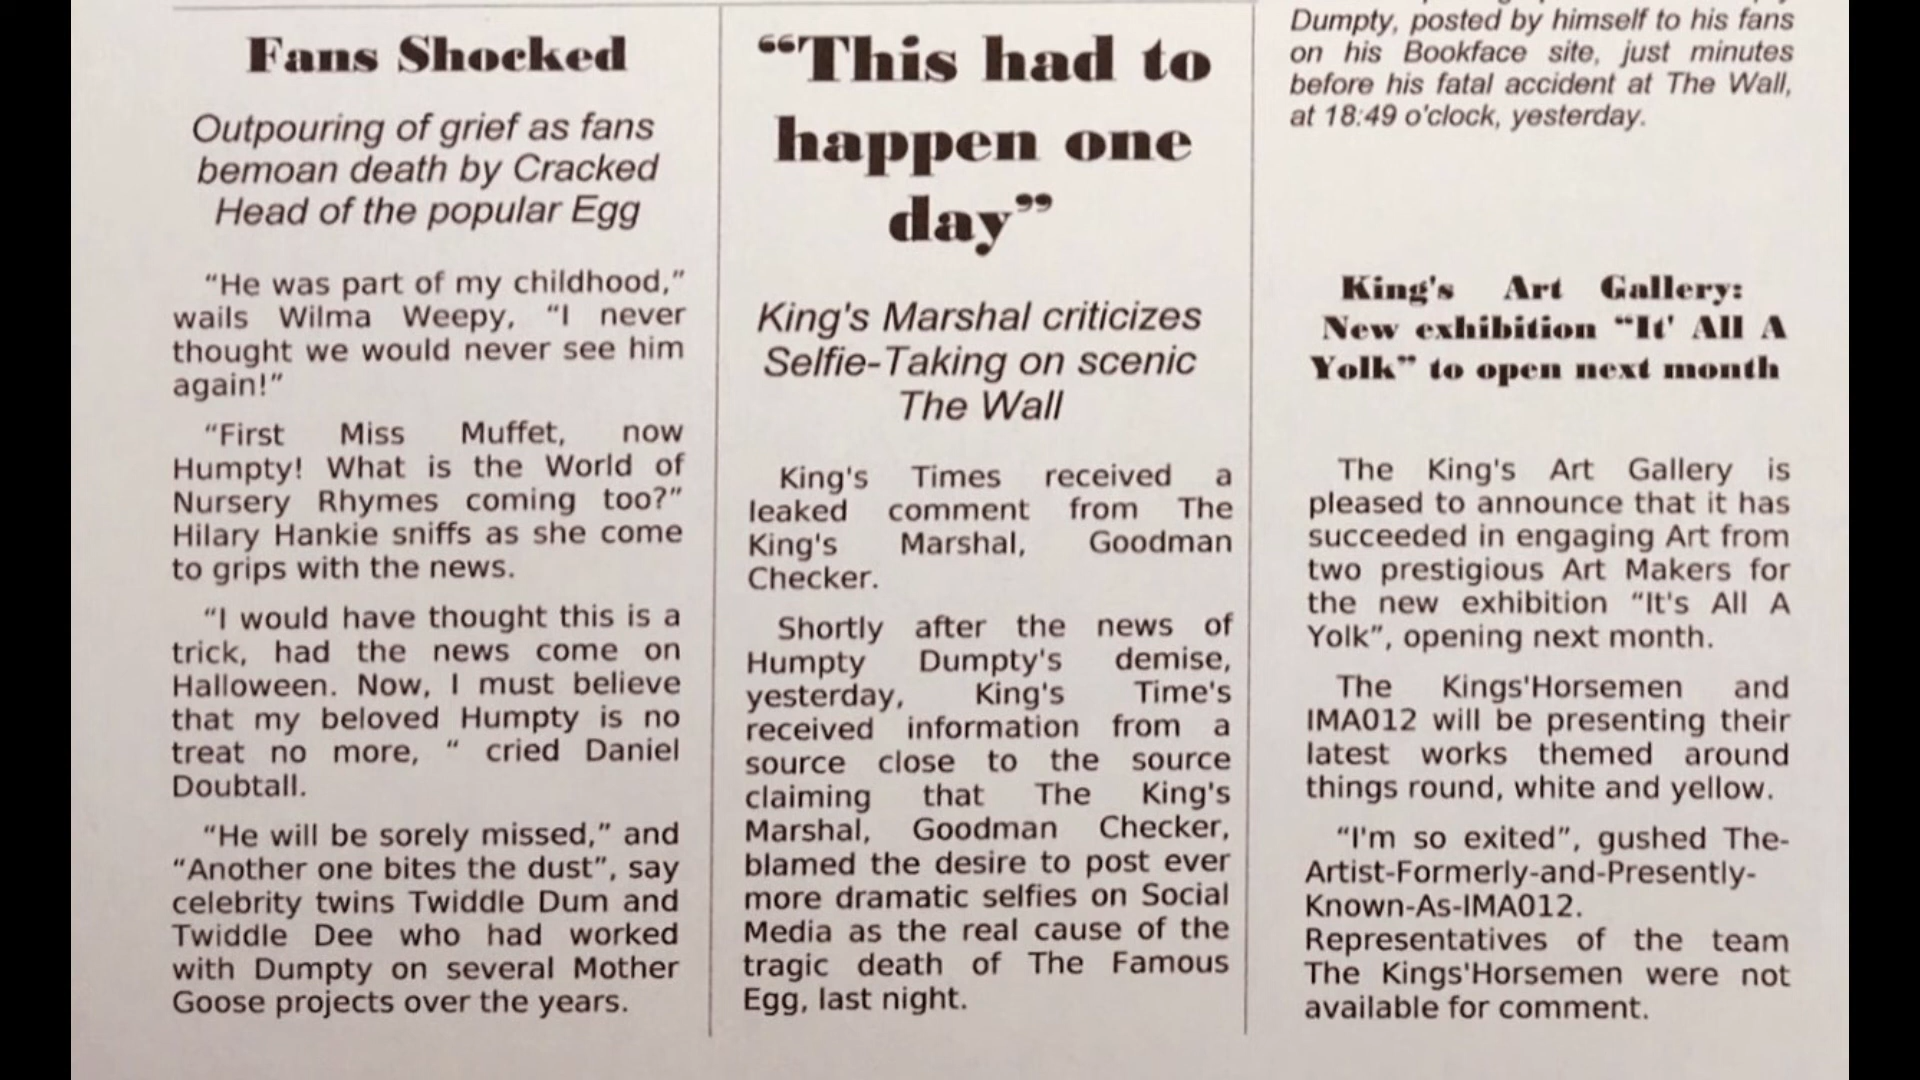 Fans Shocked
Outpouring of grief as fans
bemoan death by Cracked
Head of the popular Egg
“He was part of my childhood,”
wails Wilma Weepy, “I never
thought we would never see him
again!”
“First Miss Muffet, now
Humpty! What is the World of
Nursery Rhymes coming too?”
Hilary Hankie sniffs as she come
to grips with the news.
“I would have thought this is a
trick, had the news come on
Halloween. Now, I must believe
that my beloved Humpty is no
treat no more, “ cried Daniel
Doubtall.
“He will be sorely missed,” and
“Another one bites the dust”, say
celebrity twins Twiddle Dum and
Twiddle Dee who had worked
with Dumpty on several Mother
Goose projects over the years.
“This had to
happen one
day”
King's Marshal criticizes
Selfie-Taking on scenic
The Wall
King's Times received a
leaked comment from The
King's Marshal, Goodman
Checker.
Shortly after the news of
Humpty Dumpty's demise,
yesterday, King's Time's
received information from a
source close to the source
claiming that The King's
Marshal, Goodman Checker,
blamed the desire to post ever
more dramatic selfies on Social
Media as the real cause of the
tragic death of The Famous
Egg, last night.
Dumpty, posted by himself to his fans
on his Bookface site, just minutes
before his fatal accident at The Wall,
at 18:49 o'clock, yesterday.
King's Art Gallery:
New exhibition “It' All A
Yolk” to open next month
The King's Art Gallery is
pleased to announce that it has
succeeded in engaging Art from
two prestigious Art Makers for
the new exhibition “It's All A
Yolk”, opening next month.
The Kings'Horsemen and
IMA012 will be presenting their
latest works themed around
things round, white and yellow.
“I'm so exited”, gushed The-
Artist-Formerly-and-Presently-
Known-As-IMA012.
Representatives of the team
The Kings'Horsemen were not
available for comment.